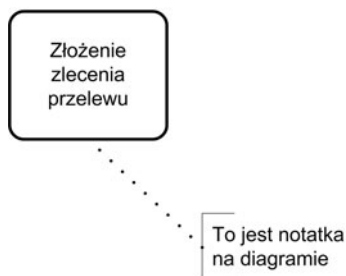 Złożenie
zlecenia
przelewu
To jest notatka
na diagramie